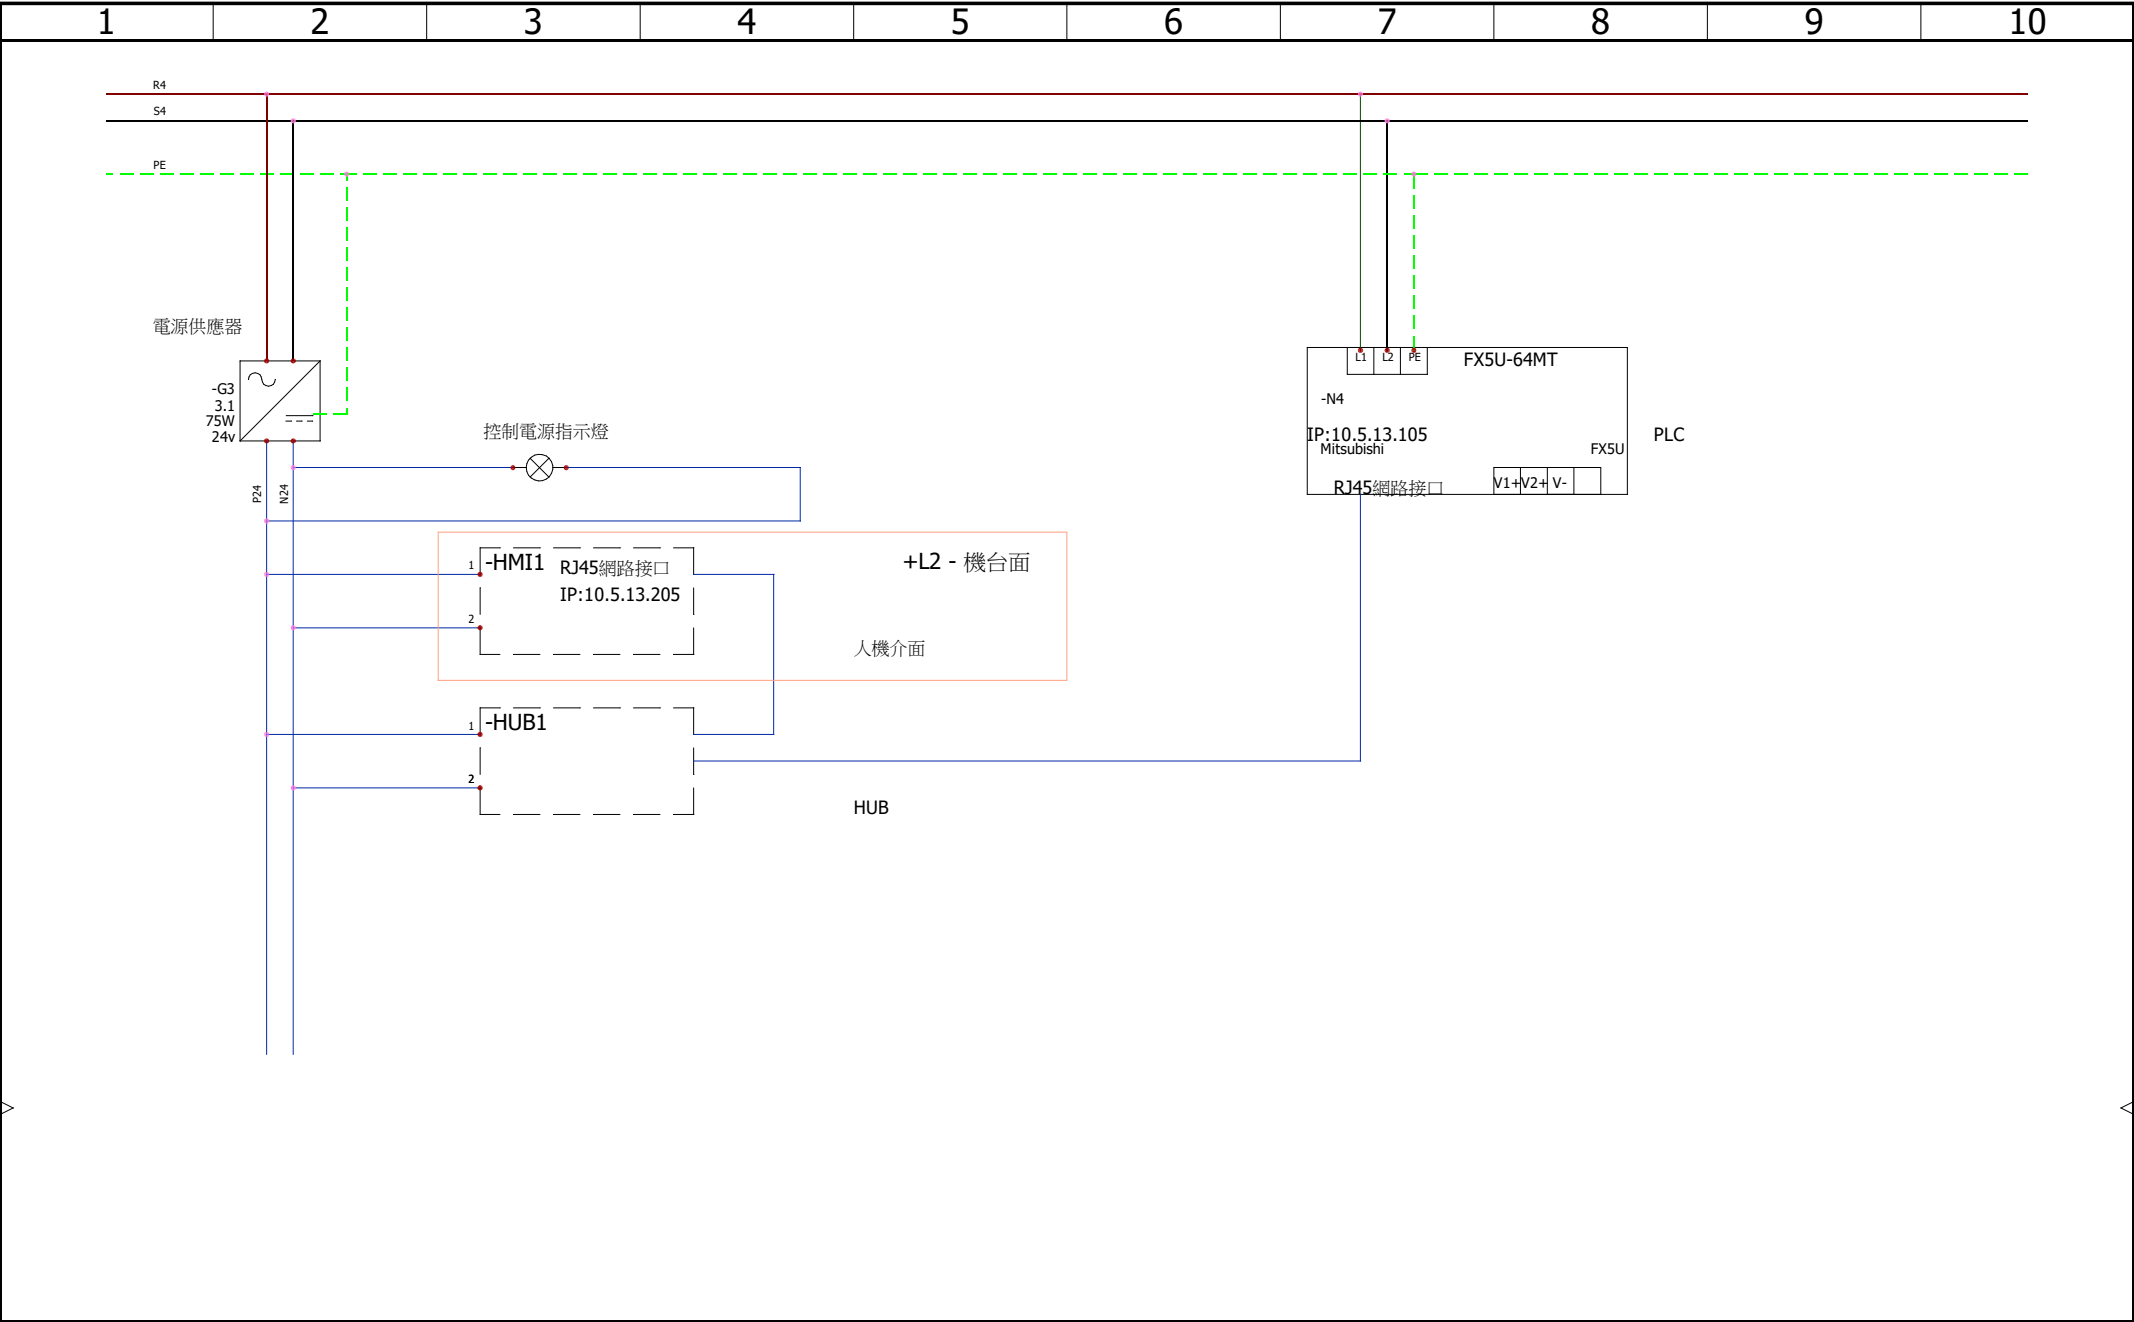 1 2 3 4 5 6 7 8 9 10
R4
S4
PE
電源供應器
-G3
3.1
75W
24v
P24
N24
控制電源指示燈
L1 L2 PE
FX5U-64MT
-N4
IP:10.5.13.105
Mitsubishi
FX5U
PLC
RJ45網路接口
V1+ V2+ V-
1
-HMI1
RJ45網路接口
IP:10.5.13.205
2
+L2 - 機台面
人機介面
1
-HUB1
2
HUB